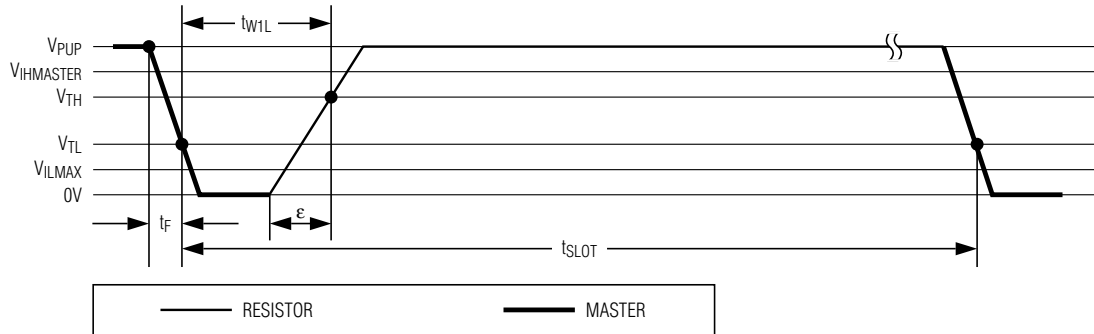 tW1L
VPUP
VIHMASTER
VTH
VTL
VILMAX
0V
tF
ε
tSLOT
RESISTOR
MASTER